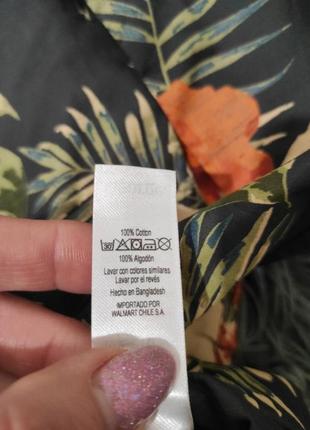 100% Cotton
30
100% Algodón
Lavar con colores similares
Lavar por el revés
Hecho en Bangladesh
•IMPORTADO POR
WALMART CHILE S.A.